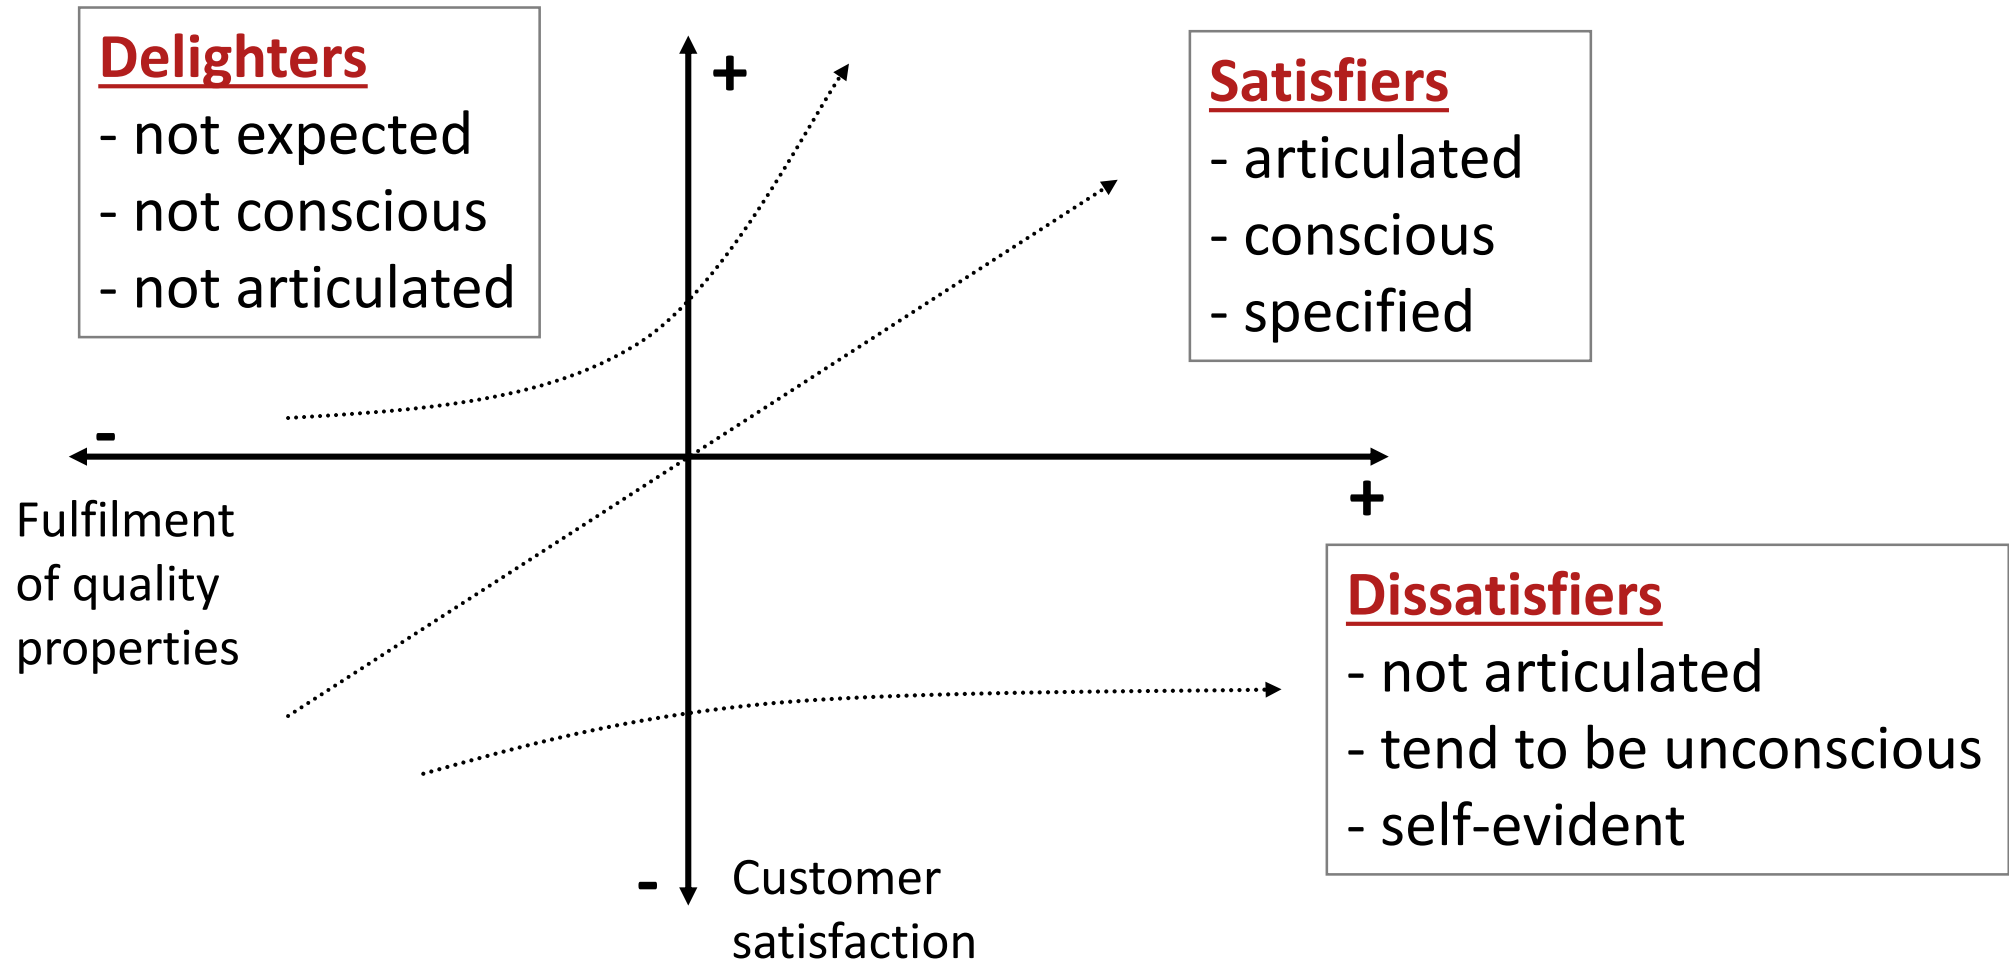 Delighters
- not expected
- not conscious
- not articulated
+
Satisfiers
- articulated
- conscious
- specified
-
+
Fulfilment
of quality
properties
Dissatisfiers
- not articulated
- tend to be unconscious
- self-evident
-
Customer
satisfaction